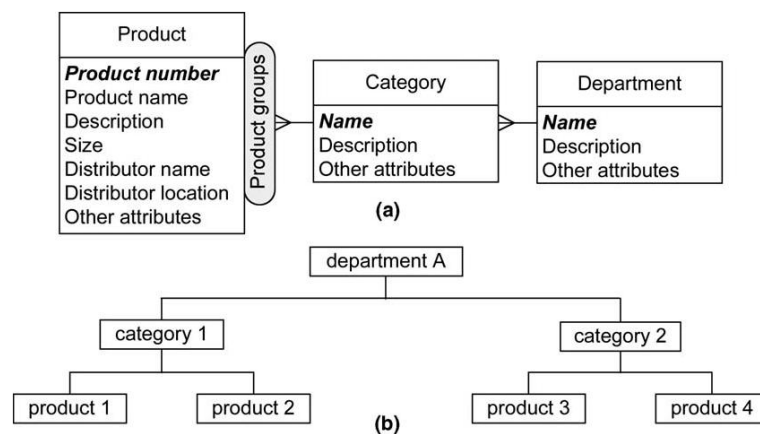 Product
Product number
Product name
Description
Size
Distributor name
Distributor location
Other attributes
Product groups
Category
Name
Description
Other attributes
Department
Name
Description
Other attributes
(a)
department A
category 1
category 2
product 1
product 2
product 3
product 4
(b)